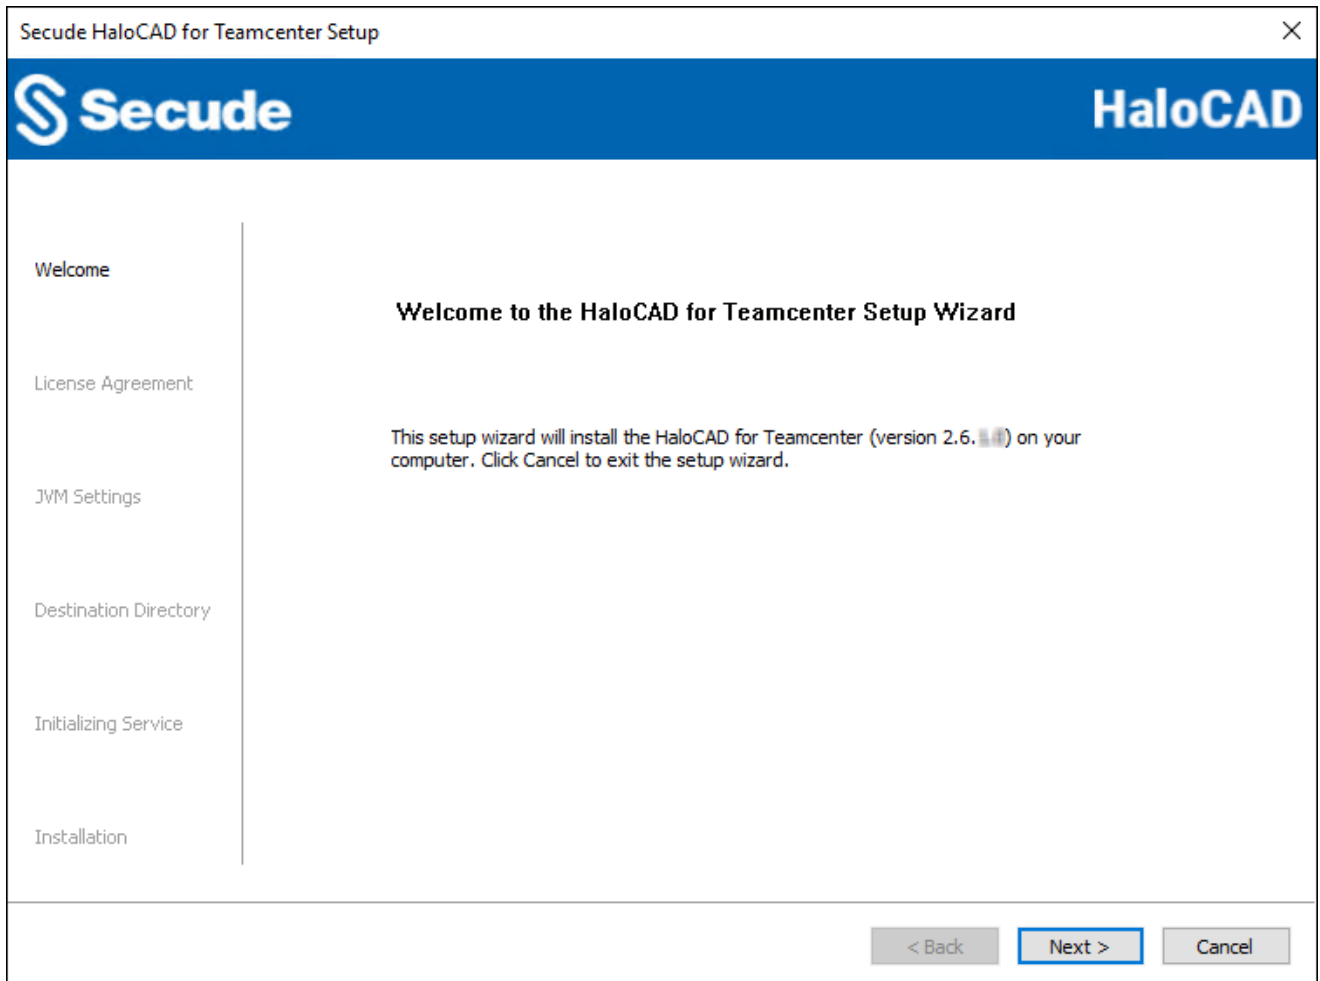 Secude HaloCAD for Teamcenter Setup
Secude
HaloCAD
Welcome
License Agreement
JVM Settings
Destination Directory
Initializing Service
Installation
Welcome to the HaloCAD for Teamcenter Setup Wizard
This setup wizard will install the HaloCAD for Teamcenter (version 2.6. ) on your
computer. Click Cancel to exit the setup wizard.
< Back
Next >
Cancel